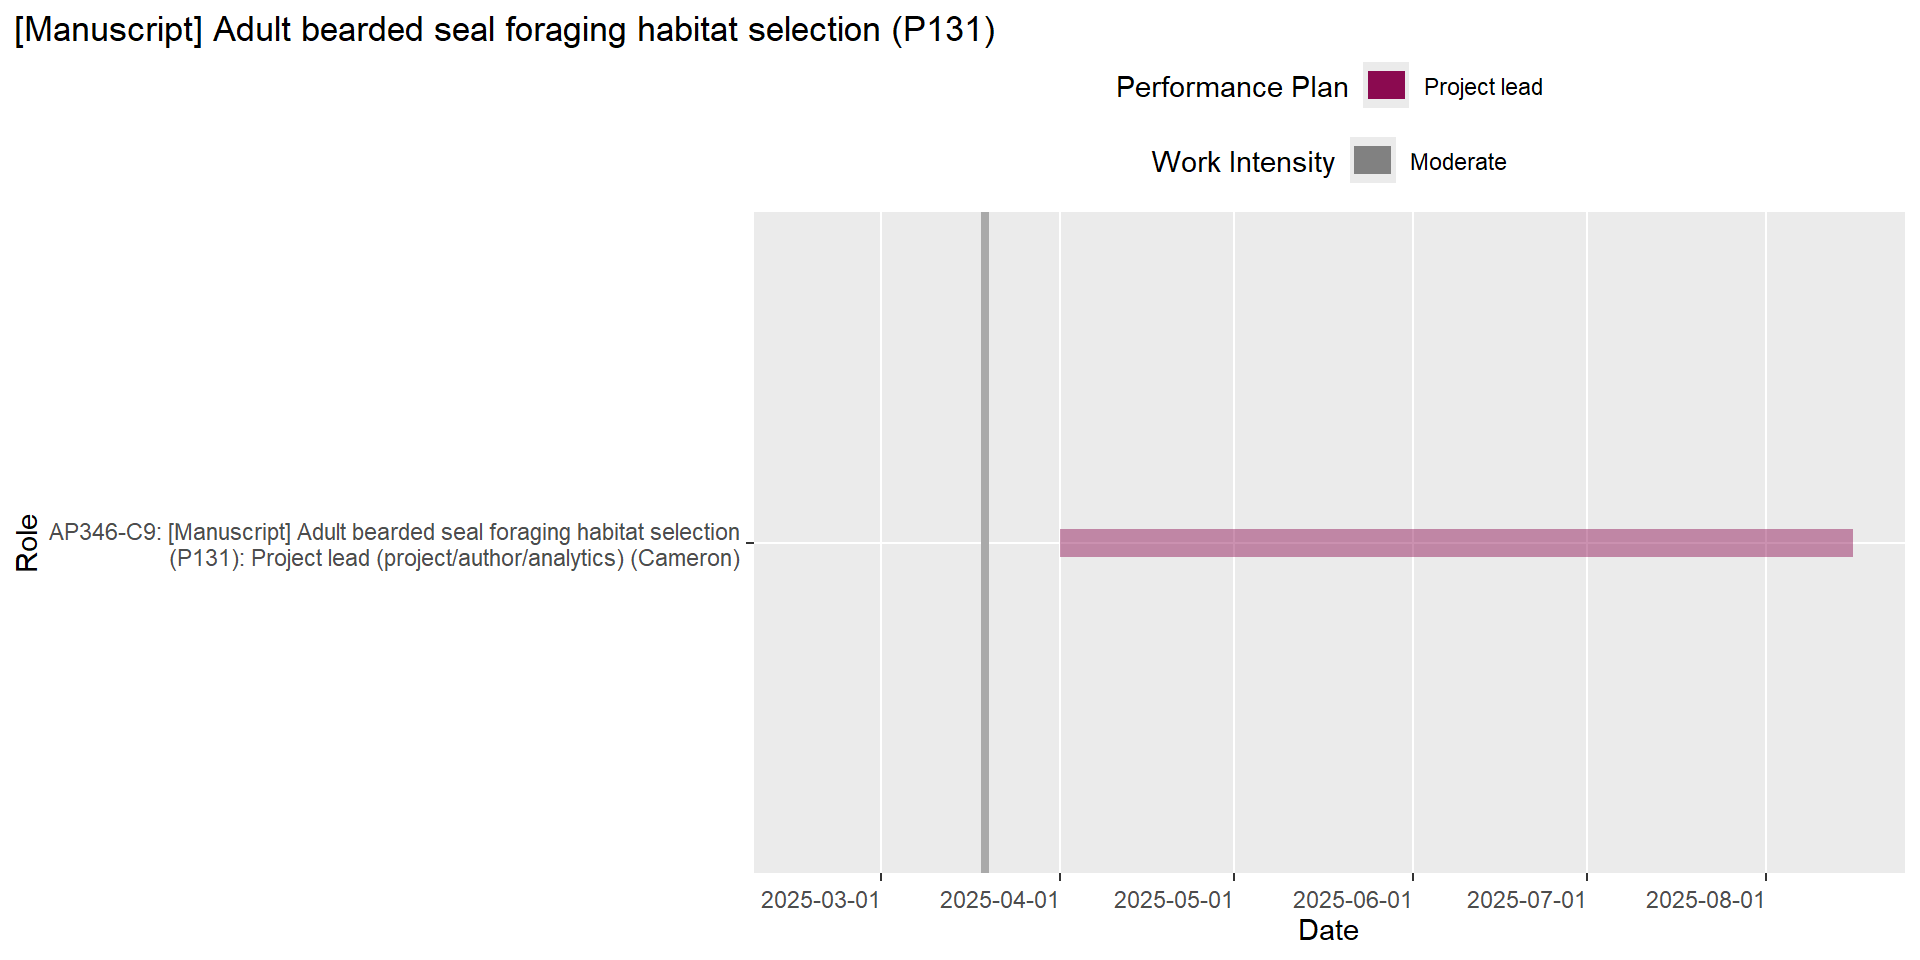 [Manuscript] Adult bearded seal foraging habitat selection (P131)
Performance Plan Project lead
Work Intensity Moderate
Role
AP346-C9: [Manuscript] Adult bearded seal foraging habitat selection
(P131): Project lead (project/author/analytics) (Cameron)
2025-03-01 2025-04-01 2025-05-01 2025-06-01 2025-07-01 2025-08-01
Date